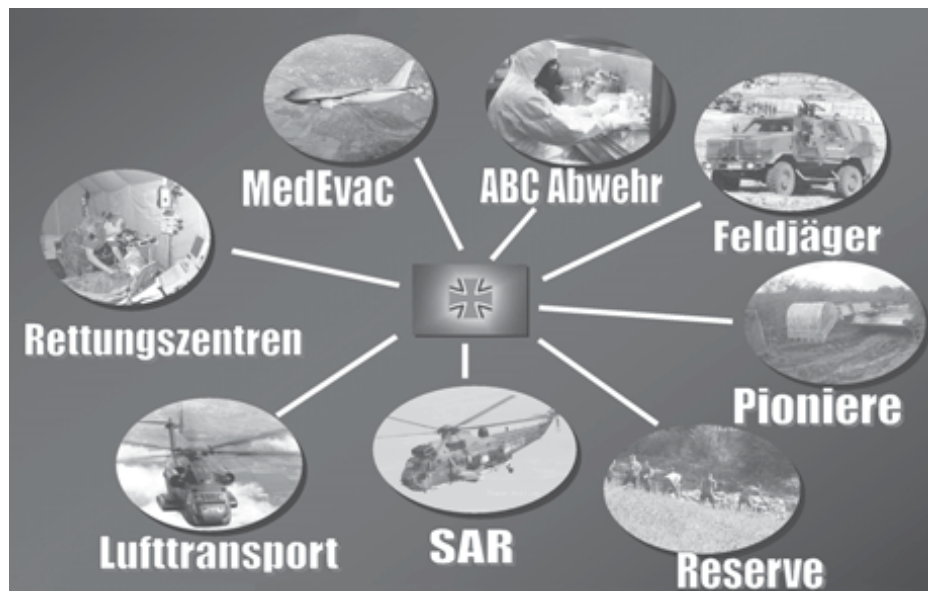 MedEvac
ABC Abwehr
Feldjäger
Rettungszentren
Pioniere
Lufttransport
SAR
Reserve